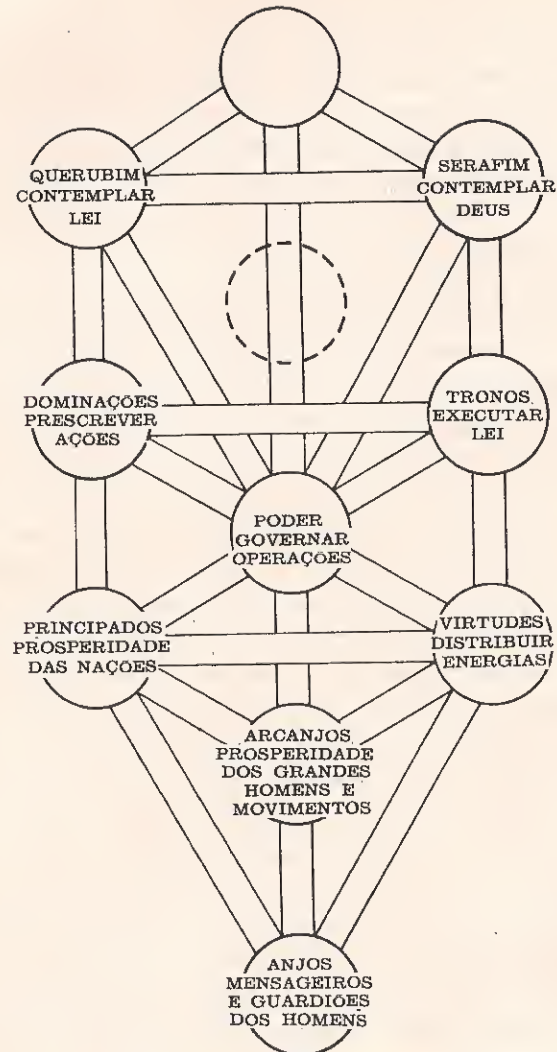 QUERUBIM
CONTEMPLAR
LEI
SERAFIM
CONTEMPLAR
DEUS
DOMINAÇÕES
PRESCREVER
AÇÕES
TRONOS
EXECUTAR
LEI
PODER
GOVERNAR
OPERAÇÕES
PRINCIPADOS
PROSPERIDADE
DAS NAÇÕES
VIRTUDES
DISTRIBUIR
ENERGIAS
ARCANJOS
PROSPERIDADE
DOS GRANDES
HOMENS E
MOVIMENTOS
ANJOS
MENSAGEIROS
E GUARDIÕES
DOS HOMENS